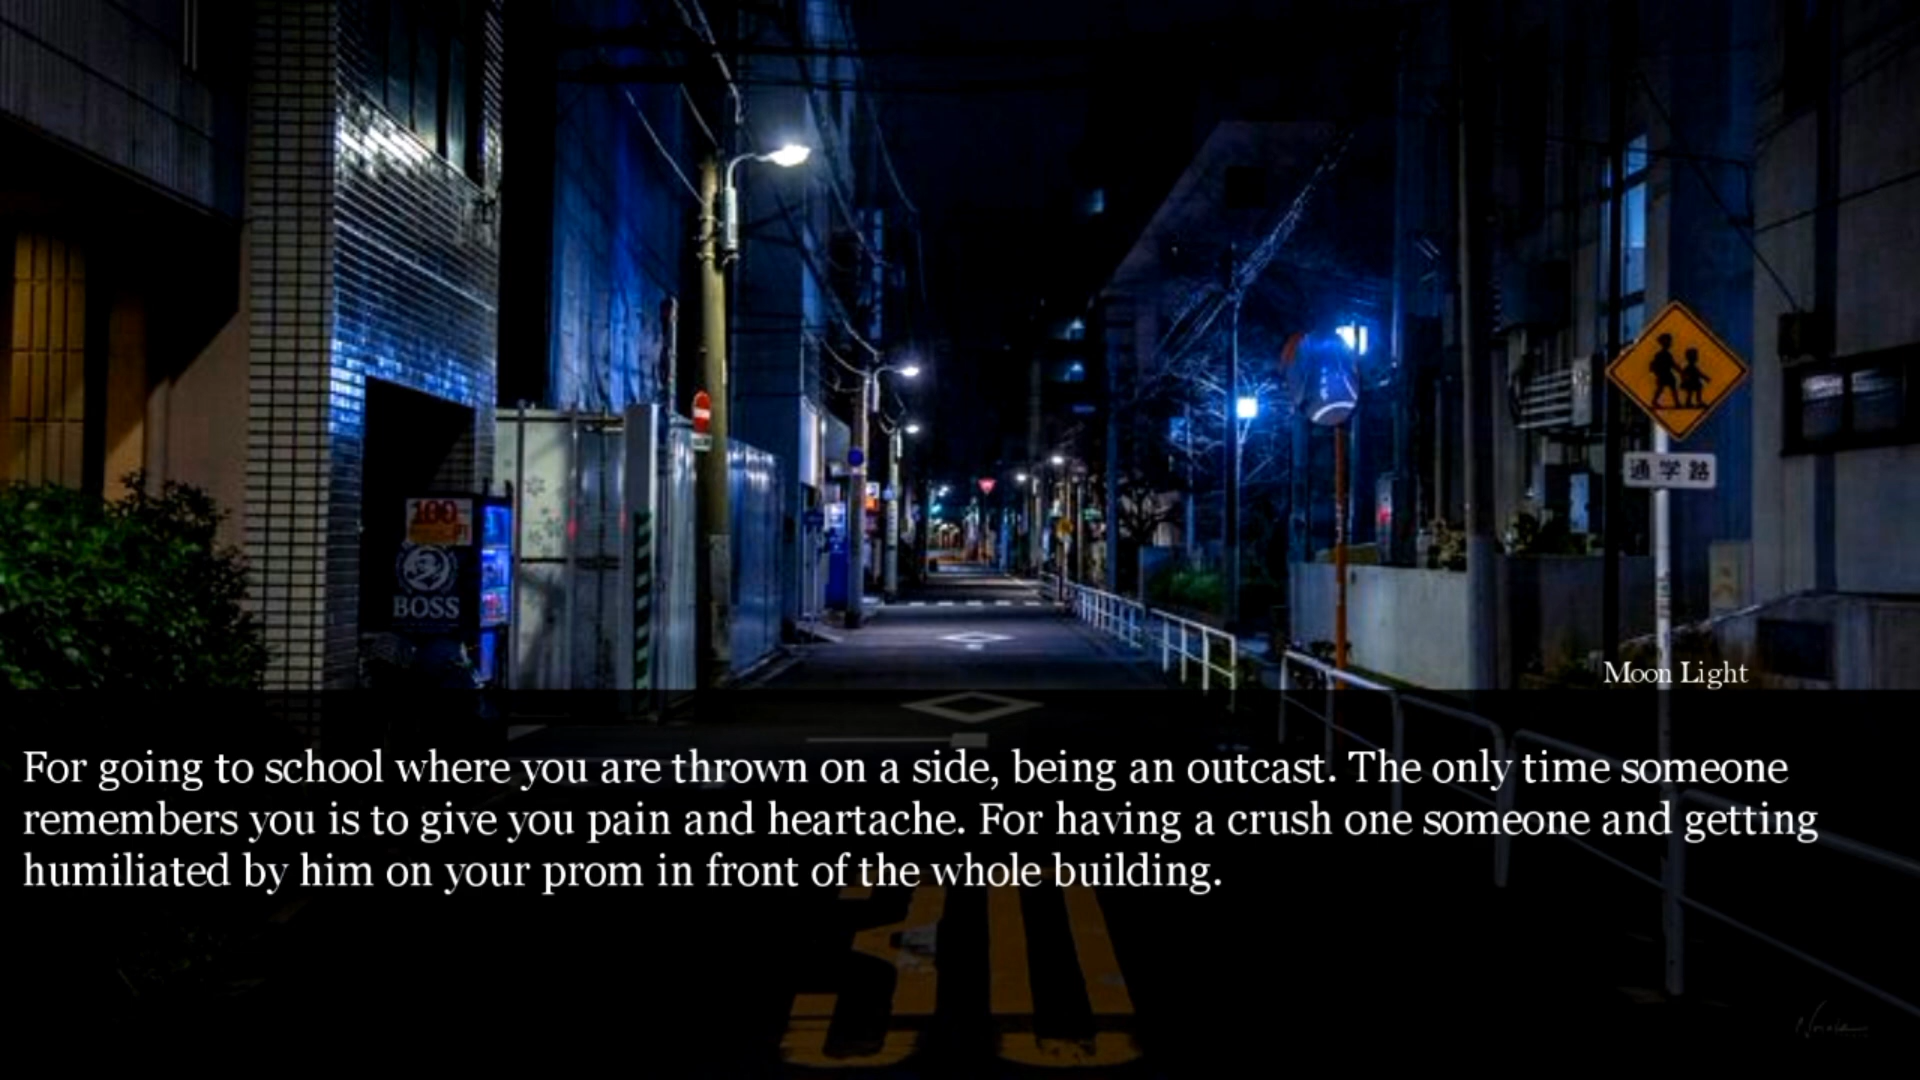 100
BOSS
通学路
Moon Light
For going to school where you are thrown on a side, being an outcast. The only time someone
remembers you is to give you pain and heartache. For having a crush one someone and getting
humiliated by him on your prom in front of the whole building.
30